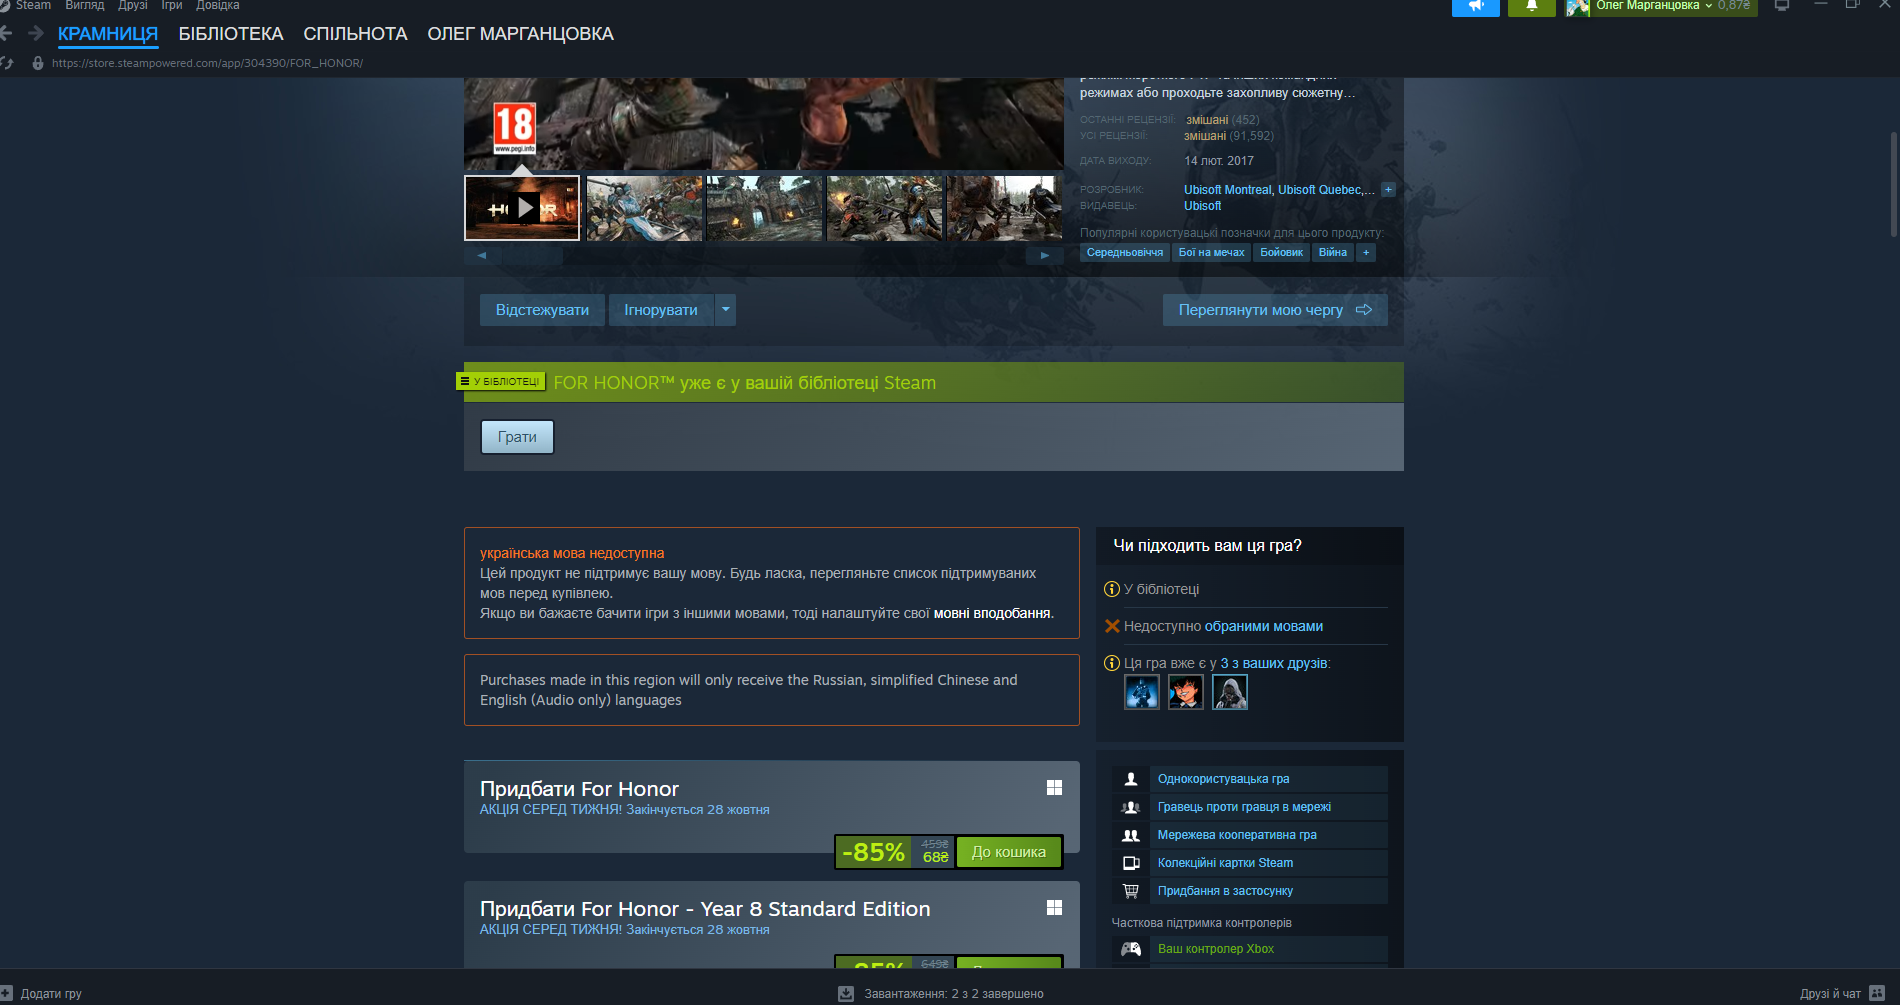 Steam Вигляд Друзі Ігри Довідка
Олег Марганцовка 0,87₴
КРАМНИЦЯ БІБЛІОТЕКА СПІЛЬНОТА ОЛЕГ МАРГАНЦОВКА
https://store.steampowered.com/app/304390/FOR_HONOR/
режимах або проходьте захопливу сюжетну…
18
www.pegi.info
ОСТАННІ РЕЦЕНЗІЇ: змішані (452)
УСІ РЕЦЕНЗІЇ: змішані (91,592)
ДАТА ВИХОДУ: 14 лют. 2017
РОЗРОБНИК: Ubisoft Montreal, Ubisoft Quebec,... +
ВИДАВЕЦЬ: Ubisoft
Популярні користувацькі позначки для цього продукту:
Середньовіччя Бої на мечах Бойовик Війна +
Відстежувати Ігнорувати Переглянути мою чергу
У БІБЛІОТЕЦІ FOR HONOR™ уже є у вашій бібліотеці Steam
Грати
українська мова недоступна
Цей продукт не підтримує вашу мову. Будь ласка, перегляньте список підтримуваних
мов перед купівлею.
Якщо ви бажаєте бачити ігри з іншими мовами, тоді налаштуйте свої мовні вподобання.
Purchases made in this region will only receive the Russian, simplified Chinese and
English (Audio only) languages
Придбати For Honor
АКЦІЯ СЕРЕД ТИЖНЯ! Закінчується 28 жовтня
-85% 459₴ 68₴ До кошика
Придбати For Honor - Year 8 Standard Edition
АКЦІЯ СЕРЕД ТИЖНЯ! Закінчується 28 жовтня
649₴
Чи підходить вам ця гра?
У бібліотеці
Недоступно обраними мовами
Ця гра вже є у 3 з ваших друзів:
Однокористувацька гра
Гравець проти гравця в мережі
Мережева кооперативна гра
Колекційні картки Steam
Придбання в застосунку
Часткова підтримка контролерів
Ваш контролер Xbox
Додати гру Завантаження: 2 з 2 завершено Друзі й чат